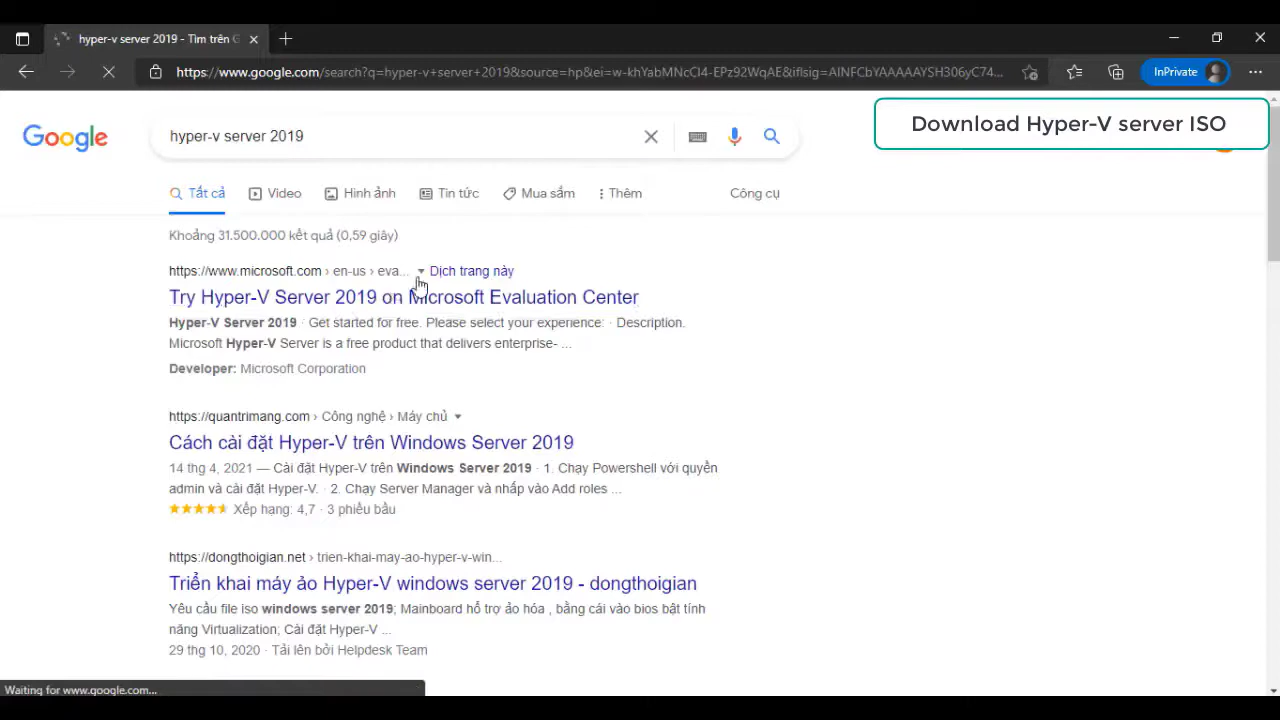 hyper-v server 2019 - Tìm trên G
https://www.google.com/search?q=hyper-v+server+2019&source=hp&ei=w-khYabMNcCl4-EPz92WqAE&iflsig=AINFCbYAAAAAYSH306yC74...
InPrivate
Download Hyper-V server ISO
Google
hyper-v server 2019
Tất cả
Video
Hình ảnh
Tin tức
Mua sắm
Thêm
Công cụ
Khoảng 31.500.000 kết quả (0,59 giây)
https://www.microsoft.com › en-us › eva... Dịch trang này
Try Hyper-V Server 2019 on Microsoft Evaluation Center
Hyper-V Server 2019 · Get started for free. Please select your experience: · Description.
Microsoft Hyper-V Server is a free product that delivers enterprise- ...
Developer: Microsoft Corporation
https://quantrimang.com › Công nghệ › Máy chủ
Cách cài đặt Hyper-V trên Windows Server 2019
14 thg 4, 2021 — Cài đặt Hyper-V trên Windows Server 2019 · 1. Chạy Powershell với quyền
admin và cài đặt Hyper-V. · 2. Chạy Server Manager và nhấp vào Add roles ...
Xếp hạng: 4,7 · 3 phiếu bầu
https://dongthoigian.net › trien-khai-may-ao-hyper-v-win...
Triển khai máy ảo Hyper-V windows server 2019 - dongthoigian
Yêu cầu file iso windows server 2019; Mainboard hổ trợ ảo hóa , bằng cái vào bios bật tính
năng Virtualization; Cài đặt Hyper-V ...
29 thg 10, 2020 · Tải lên bởi Helpdesk Team
Waiting for www.google.com...